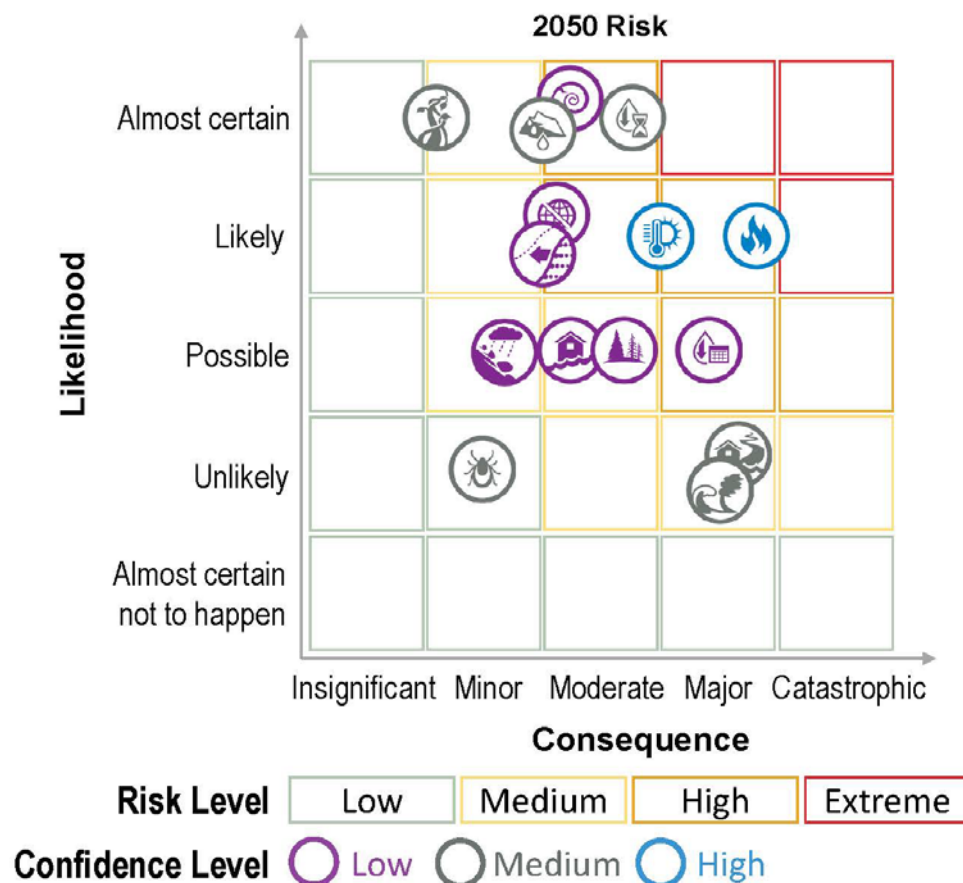 2050 Risk
Likelihood
Almost certain
Likely
Possible
Unlikely
Almost certain
not to happen
Insignificant Minor Moderate Major Catastrophic
Consequence
Risk Level Low Medium High Extreme
Confidence Level Low Medium High